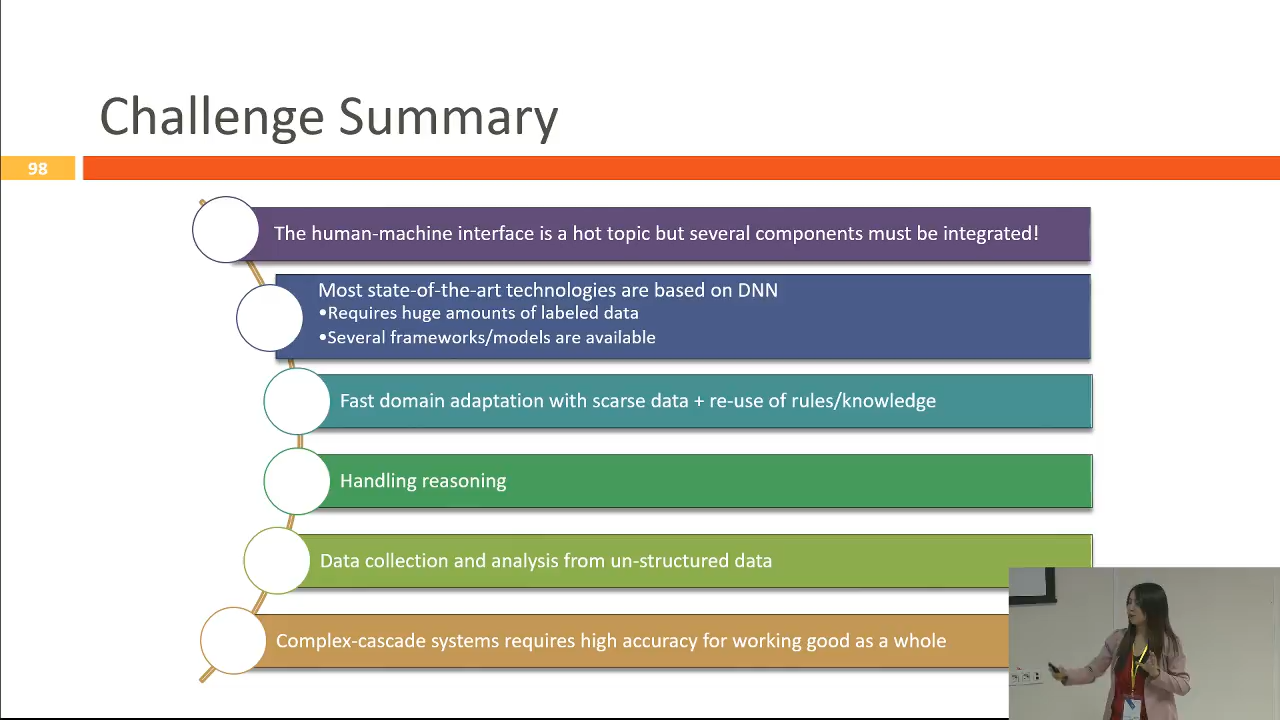 Challenge Summary
98
The human-machine interface is a hot topic but several components must be integrated!
Most state-of-the-art technologies are based on DNN
•Requires huge amounts of labeled data
•Several frameworks/models are available
Fast domain adaptation with scarse data + re-use of rules/knowledge
Handling reasoning
Data collection and analysis from un-structured data
Complex-cascade systems requires high accuracy for working good as a whole